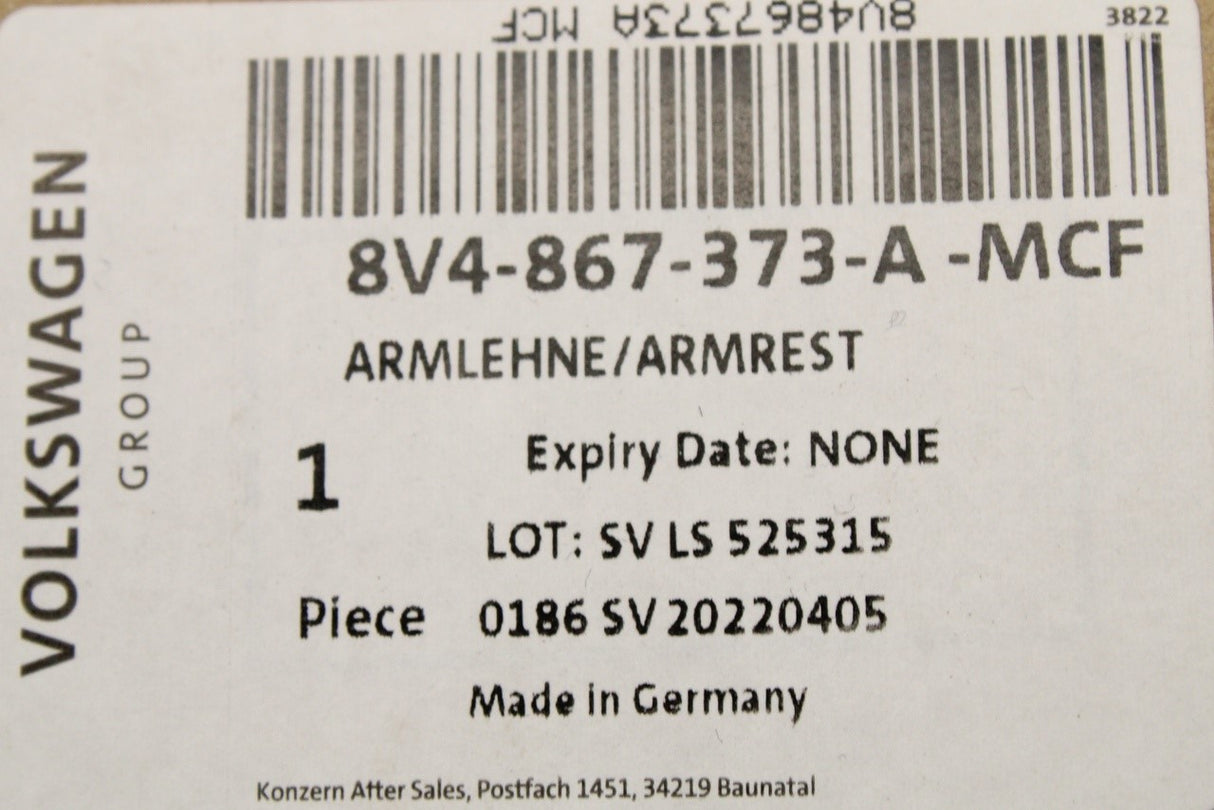 8V4867373A MCF
3822
8V4-867-373-A -MCF
ARMLEHNE/ARMREST
1
Expiry Date: NONE
LOT: SV LS 525315
Piece 0186 SV 20220405
Made in Germany
Konzern After Sales, Postfach 1451, 34219 Baunatal
VOLKSWAGEN
GROUP